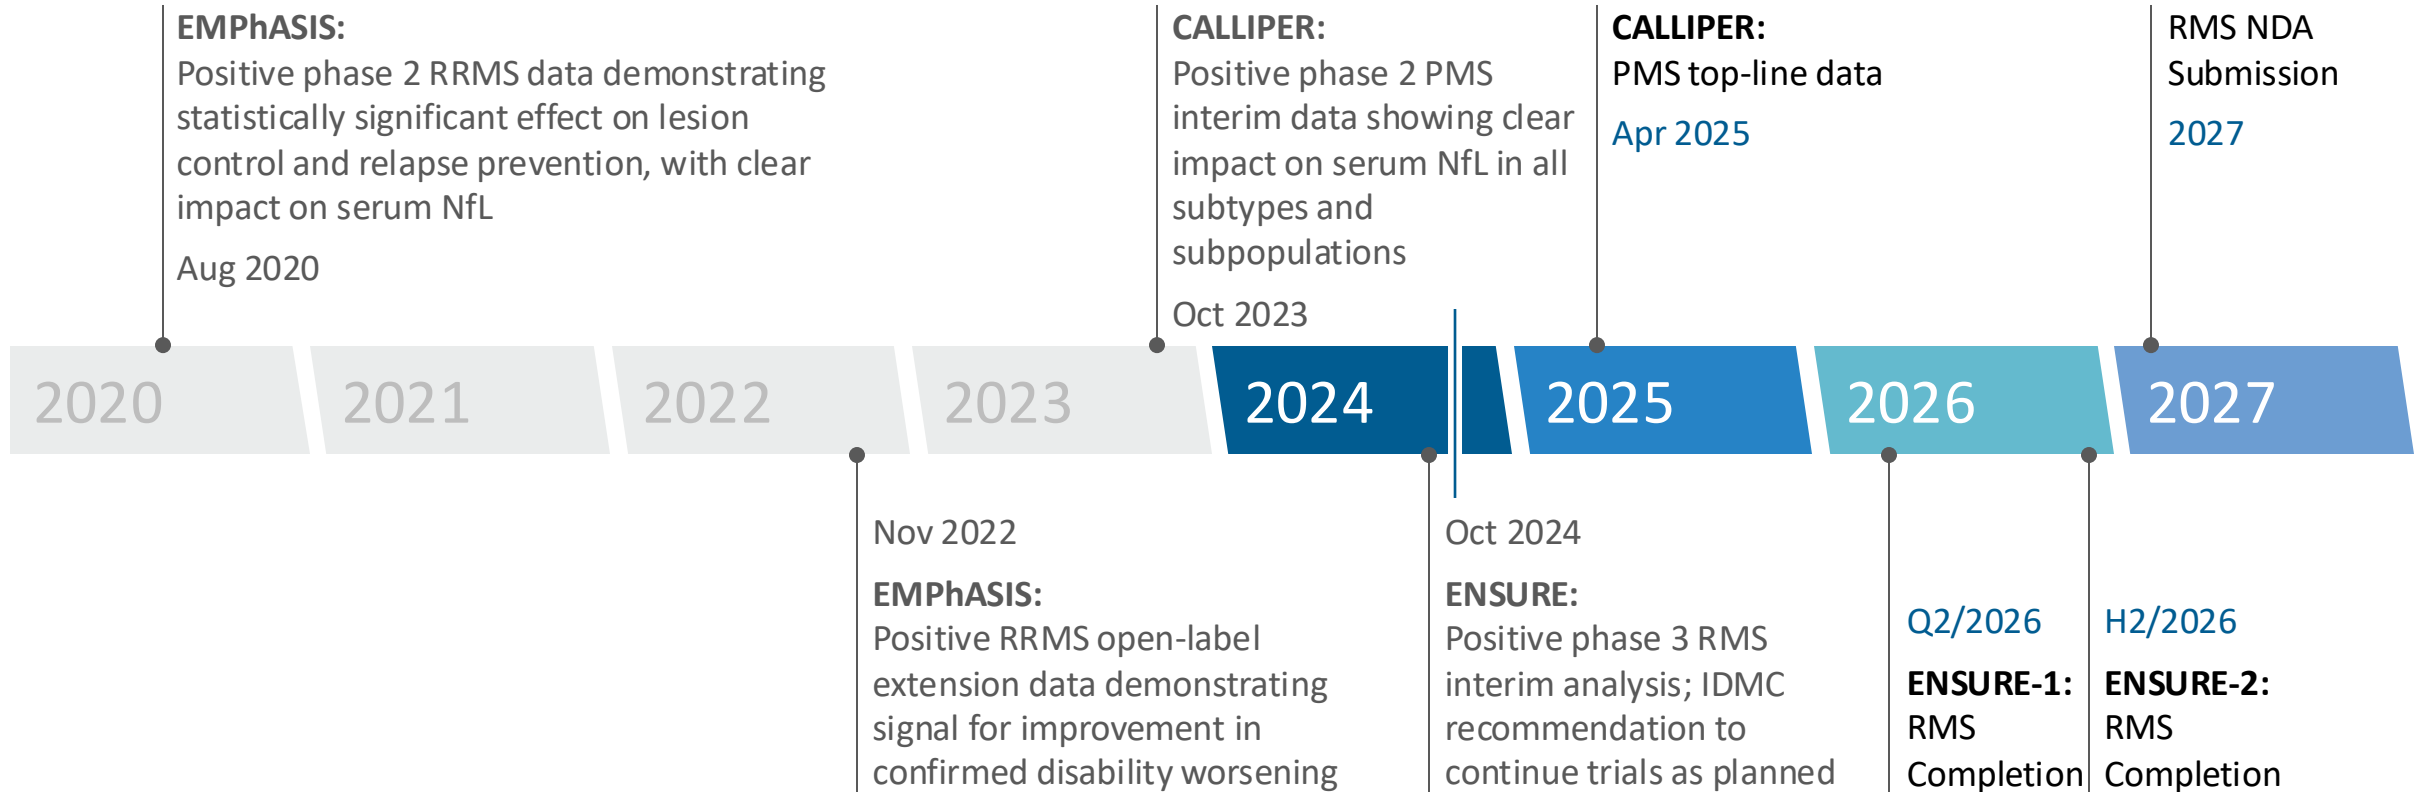 EMPhASIS:
Positive phase 2 RRMS data demonstrating
statistically significant effect on lesion
control and relapse prevention, with clear
impact on serum NfL
Aug 2020
CALLIPER:
Positive phase 2 PMS
interim data showing clear
impact on serum NfL in all
subtypes and
subpopulations
Oct 2023
CALLIPER:
PMS top-line data
Apr 2025
RMS NDA
Submission
2027
2020
2021
2022
2023
2024
2025
2026
2027
Nov 2022
EMPhASIS:
Positive RRMS open-label
extension data demonstrating
signal for improvement in
confirmed disability worsening
Oct 2024
ENSURE:
Positive phase 3 RMS
interim analysis; IDMC
recommendation to
continue trials as planned
Q2/2026
ENSURE-1:
RMS
Completion
H2/2026
ENSURE-2:
RMS
Completion